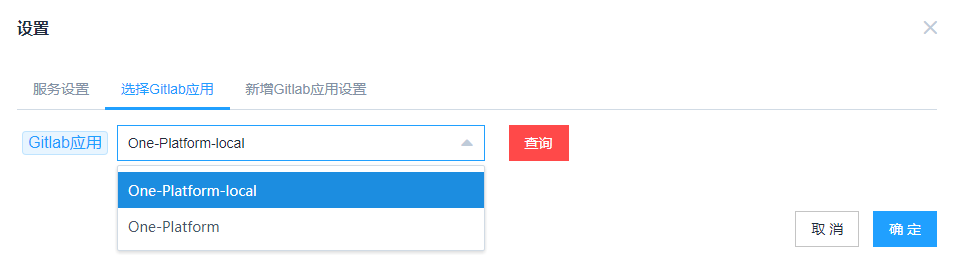 设置
服务设置 选择Gitlab应用 新增Gitlab应用设置
Gitlab应用 One-Platform-local 查询
One-Platform-local
One-Platform
取消 确定